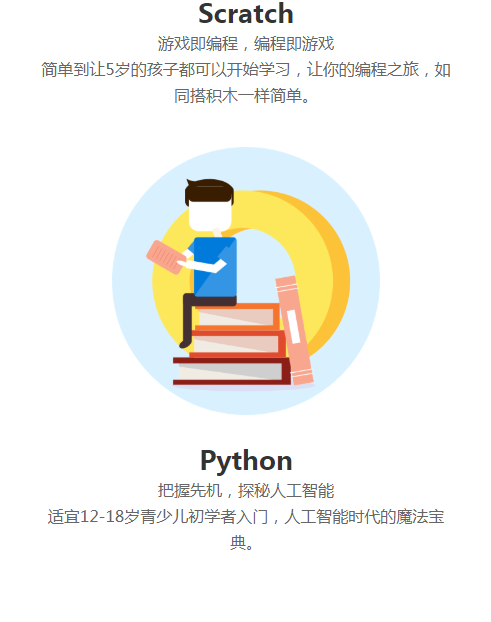 Scratch
游戏即编程，编程即游戏
简单到让5岁的孩子都可以开始学习，让你的编程之旅，如
同搭积木一样简单。
Python
把握先机，探秘人工智能
适宜12-18岁青少儿初学者入门，人工智能时代的魔法宝
典。